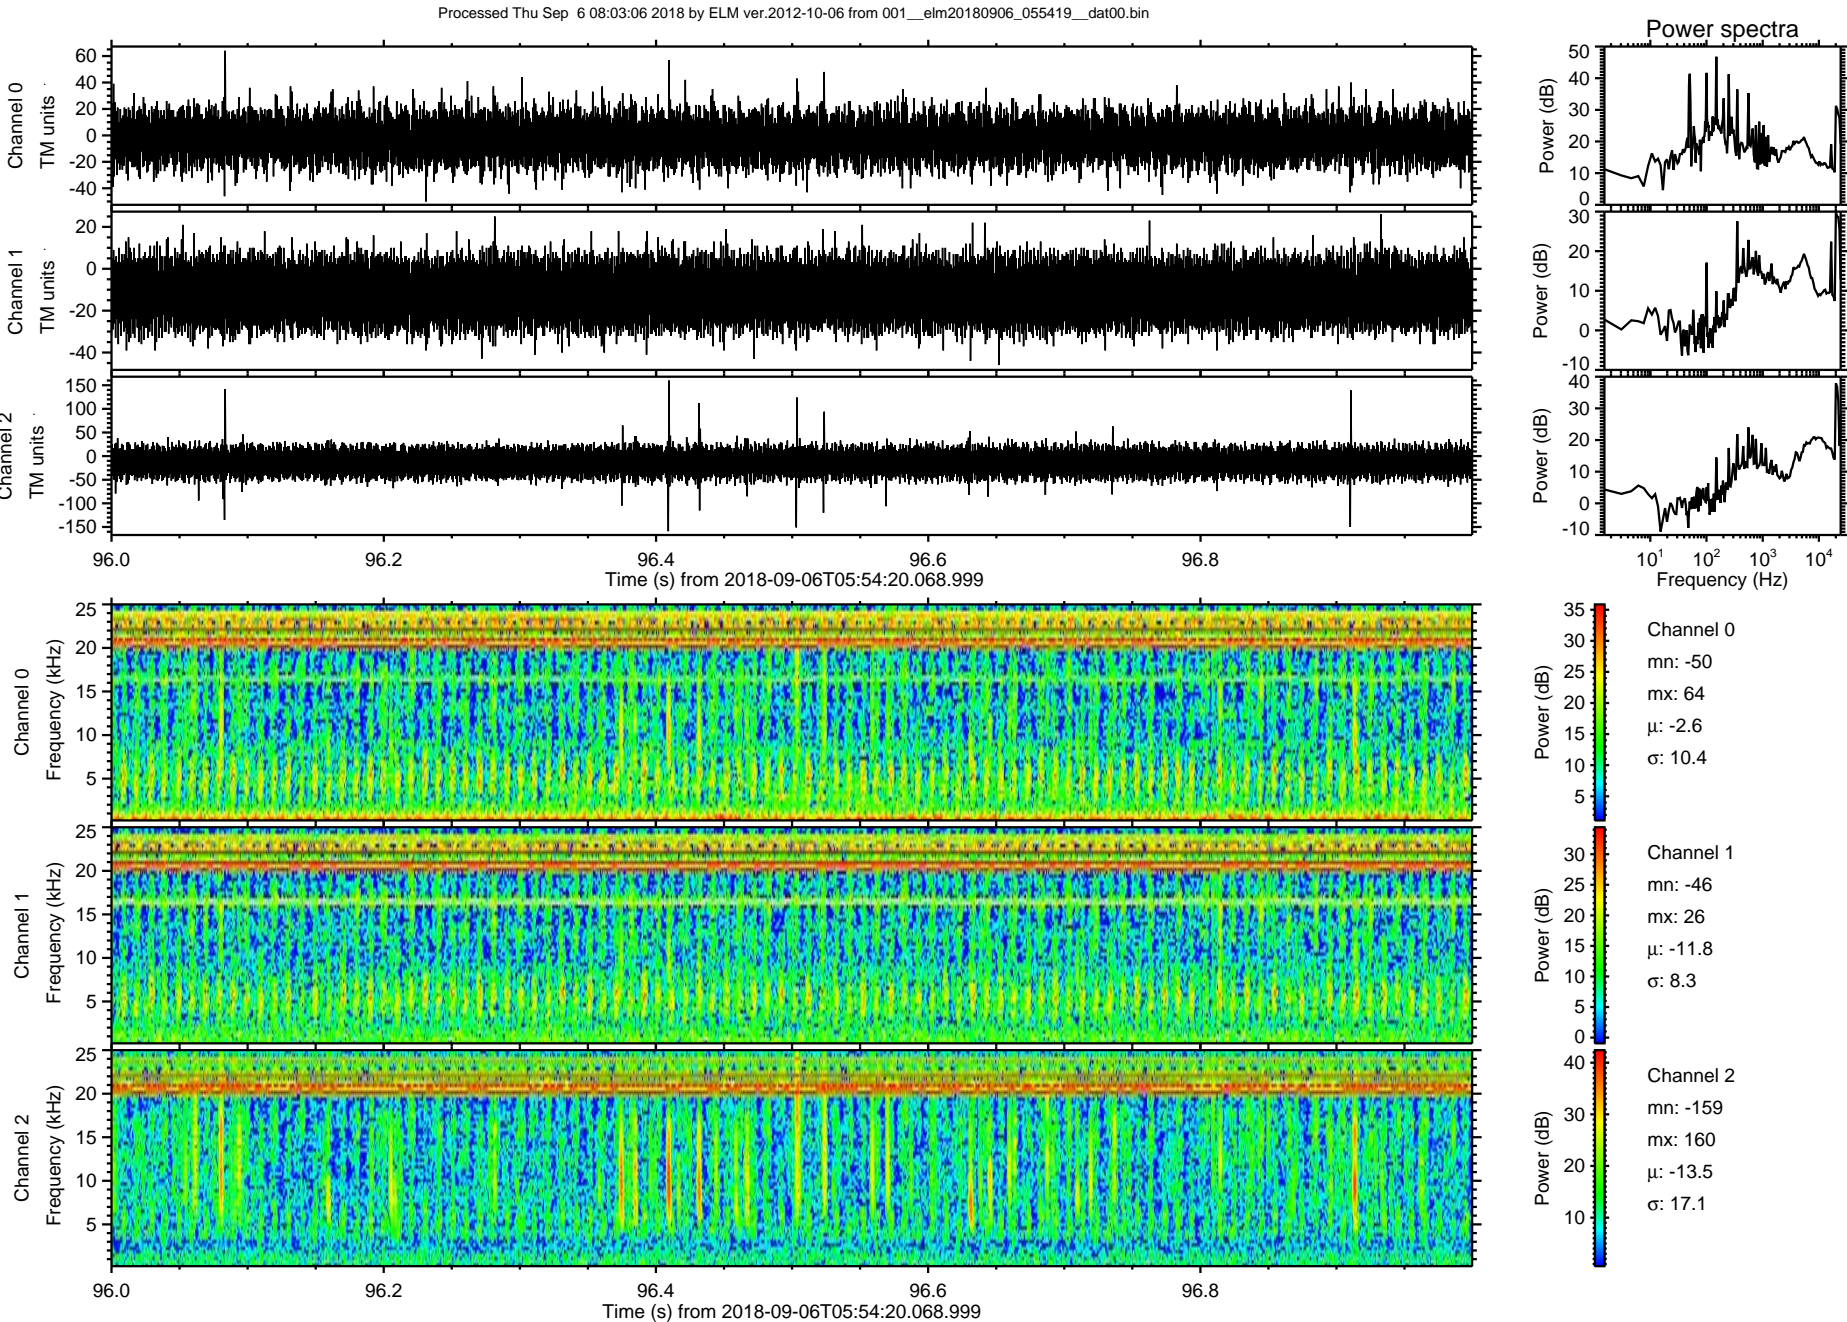 Processed Thu Sep  6 08:03:06 2018 by ELM ver.2012-10-06 from 001__elm20180906_055419__dat00.bin
Power spectra
Channel 0
TM units
60
40
20
0
-20
-40
Power (dB)
50
40
30
20
10
0
Channel 1
TM units
20
0
-20
-40
Power (dB)
30
20
10
0
-10
Channel 2
TM units
150
100
50
0
-50
-100
-150
Power (dB)
40
30
20
10
0
-10
96.0 96.2 96.4 96.6 96.8
Time (s) from 2018-09-06T05:54:20.068.999
10^1 10^2 10^3 10^4
Frequency (Hz)
Channel 0
Frequency (kHz)
25
20
15
10
5
Power (dB)
35
30
25
20
15
10
5
Channel 0
mn: -50
mx: 64
µ: -2.6
σ: 10.4
Channel 1
Frequency (kHz)
25
20
15
10
5
Power (dB)
30
25
20
15
10
5
0
Channel 1
mn: -46
mx: 26
µ: -11.8
σ: 8.3
Channel 2
Frequency (kHz)
25
20
15
10
5
Power (dB)
40
30
20
10
Channel 2
mn: -159
mx: 160
µ: -13.5
σ: 17.1
96.0 96.2 96.4 96.6 96.8
Time (s) from 2018-09-06T05:54:20.068.999